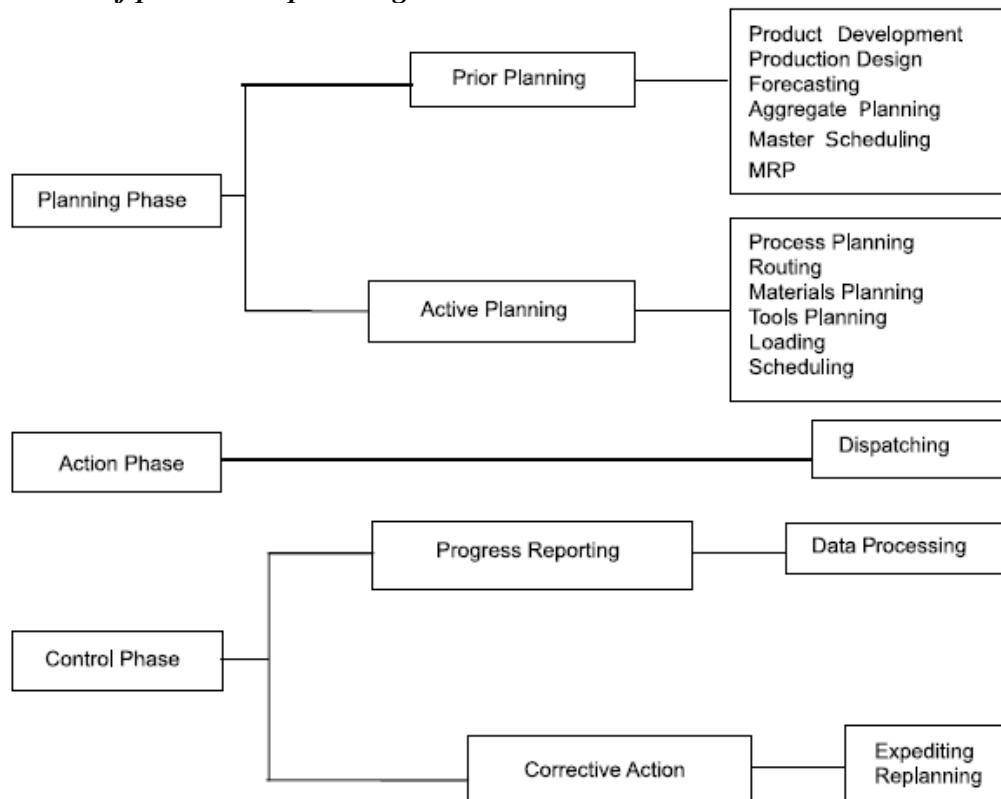 Prior Planning
Product Development
Production Design
Forecasting
Aggregate Planning
Master Scheduling
MRP
Planning Phase
Active Planning
Process Planning
Routing
Materials Planning
Tools Planning
Loading
Scheduling
Action Phase
Dispatching
Progress Reporting
Data Processing
Control Phase
Corrective Action
Expediting
Replanning